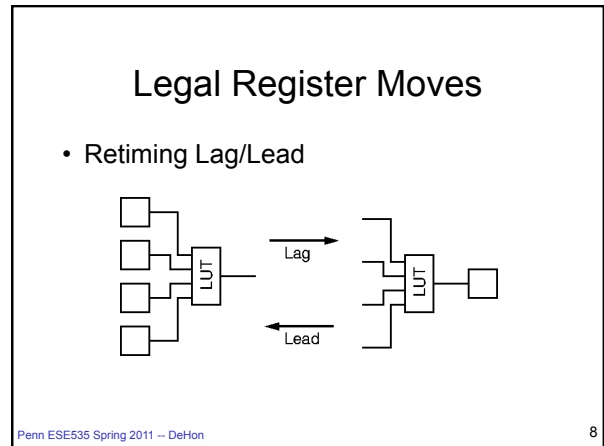 Legal Register Moves
• Retiming Lag/Lead
LUT
Lag
Lead
LUT
Penn ESE535 Spring 2011 -- DeHon
8